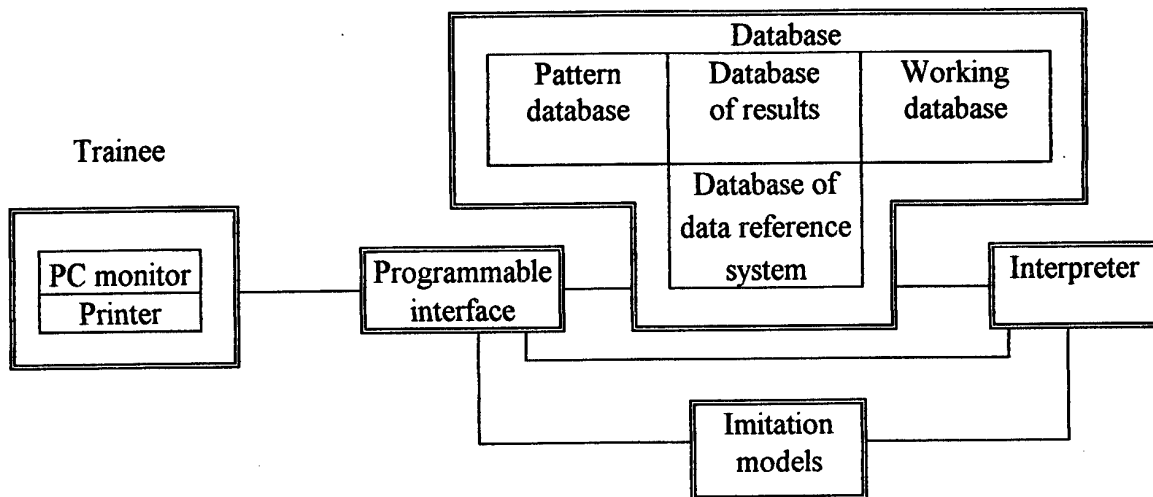 Database
Pattern
database
Database
of results
Working
database
Trainee
Database of
data reference
system
PC monitor
Printer
Programmable
interface
Interpreter
Imitation
models